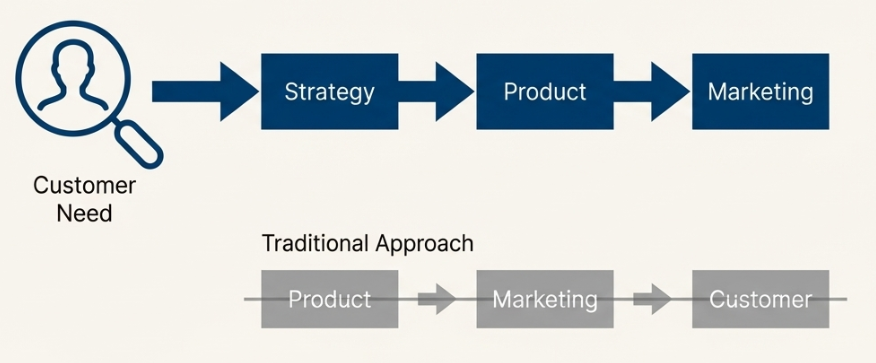 Strategy
Product
Marketing
Customer
Need
Traditional Approach
Product
Marketing
Customer